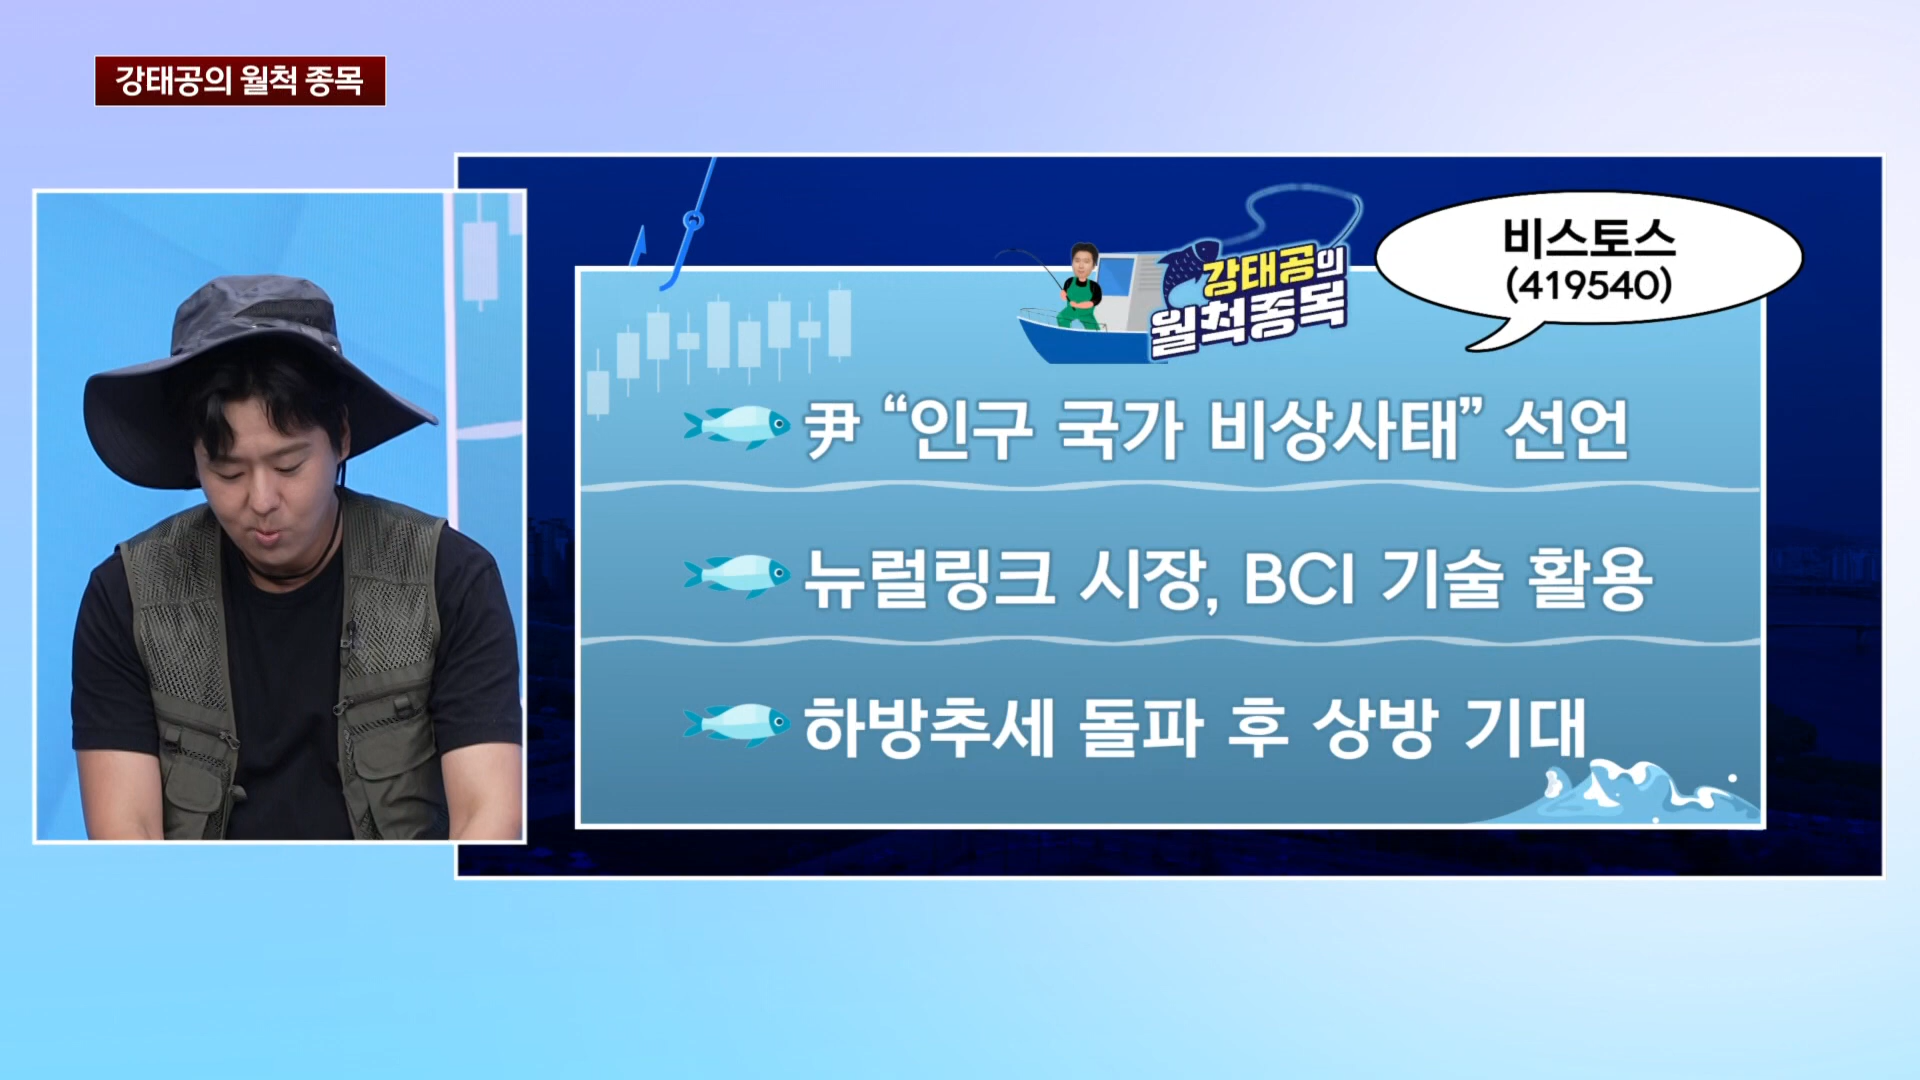 강태공의 월척 종목
강태공의
월척종목
비스토스
(419540)
尹 “인구 국가 비상사태” 선언
뉴럴링크 시장, BCI 기술 활용
하방추세 돌파 후 상방 기대